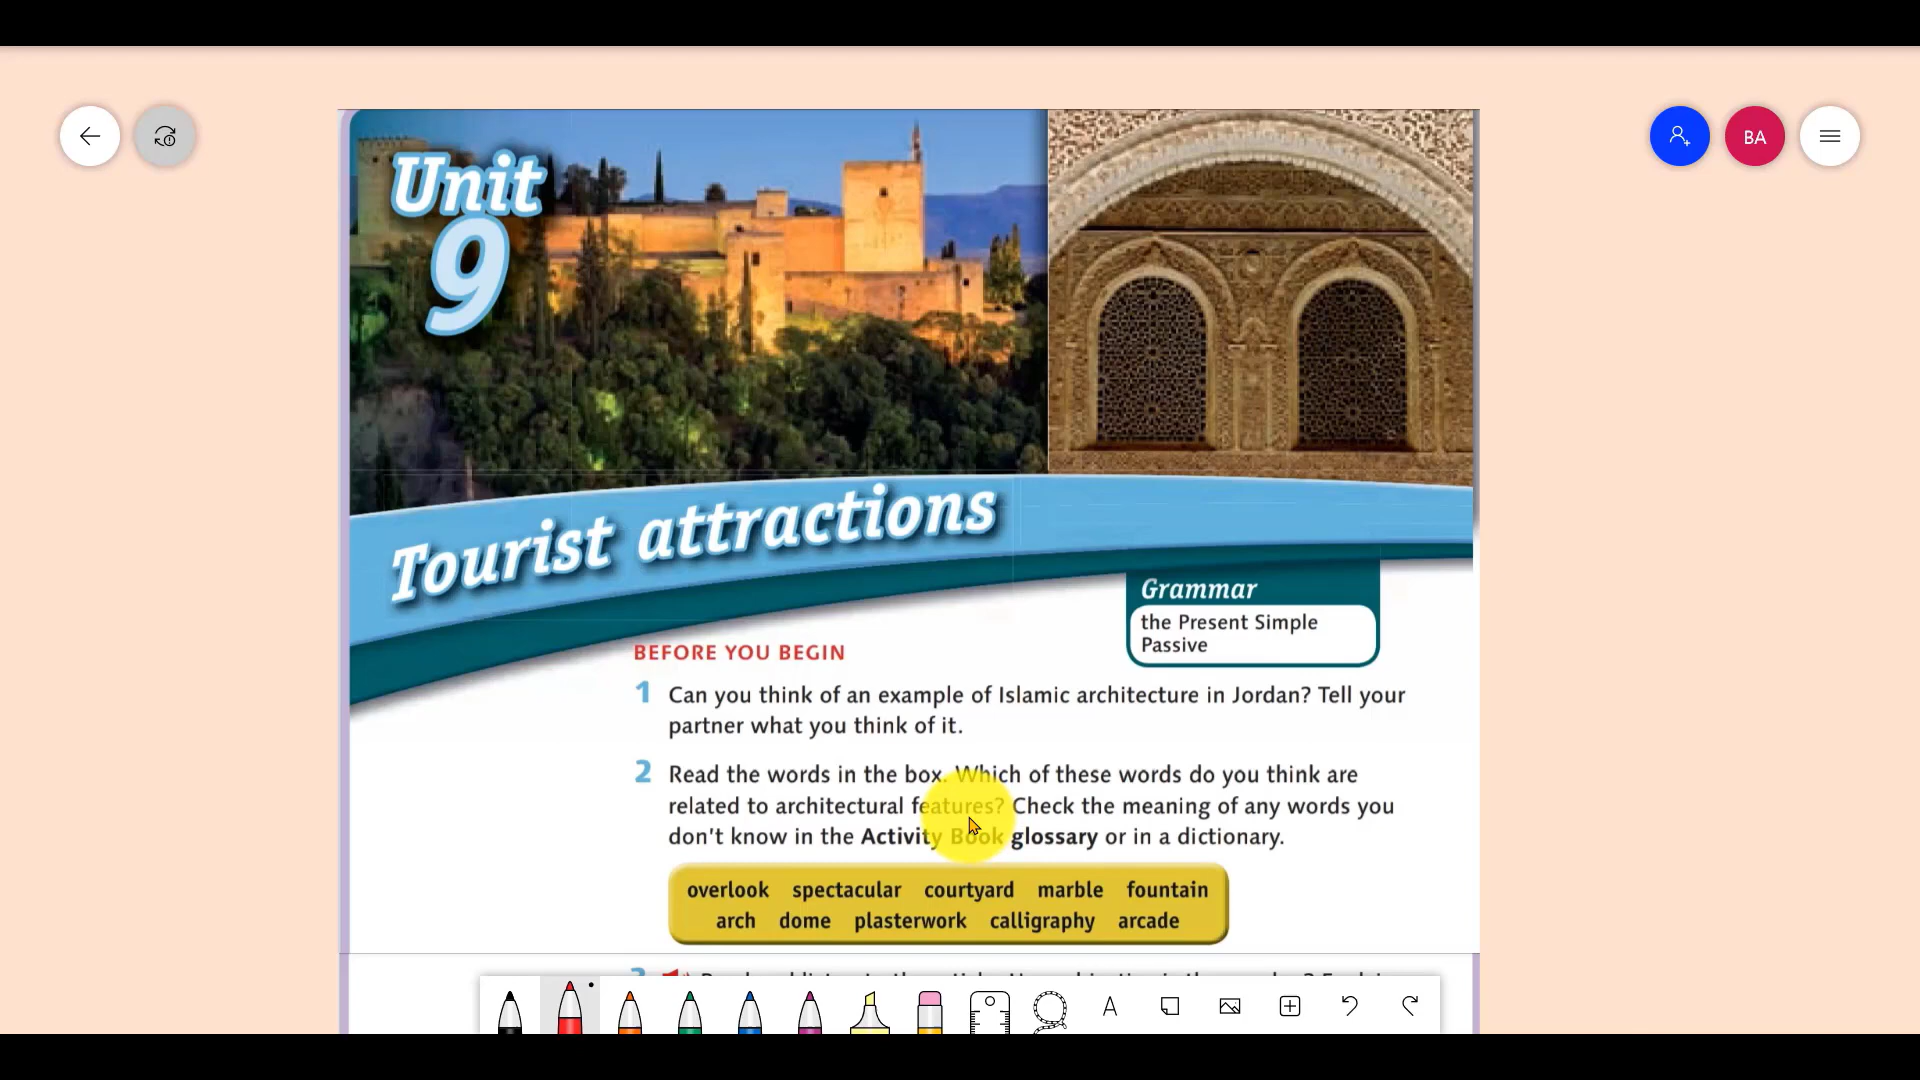 BA
Unit
9
Tourist attractions
Grammar
the Present Simple
Passive
BEFORE YOU BEGIN
1 Can you think of an example of Islamic architecture in Jordan? Tell your
partner what you think of it.
2 Read the words in the box. Which of these words do you think are
related to architectural features? Check the meaning of any words you
don't know in the Activity Book glossary or in a dictionary.
overlook spectacular courtyard marble fountain
arch dome plasterwork calligraphy arcade
A